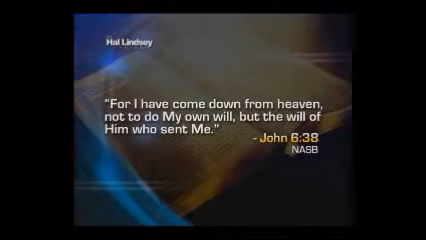 Hal Lindsey
"For I have come down from heaven,
not to do My own will, but the will of
Him who sent Me."
- John 6:38
NASB